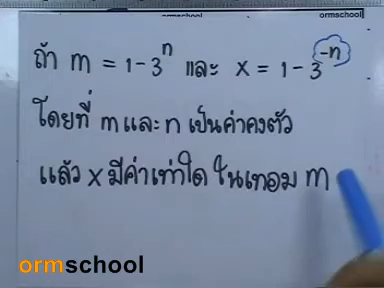 ormschool
ถ้า m = 1 - 3ⁿ และ x = 1 - 3⁻ⁿ
โดยที่ m และ n เป็นค่าคงตัว
แล้ว x มีค่าเท่าใด ในเทอม m
ormschool